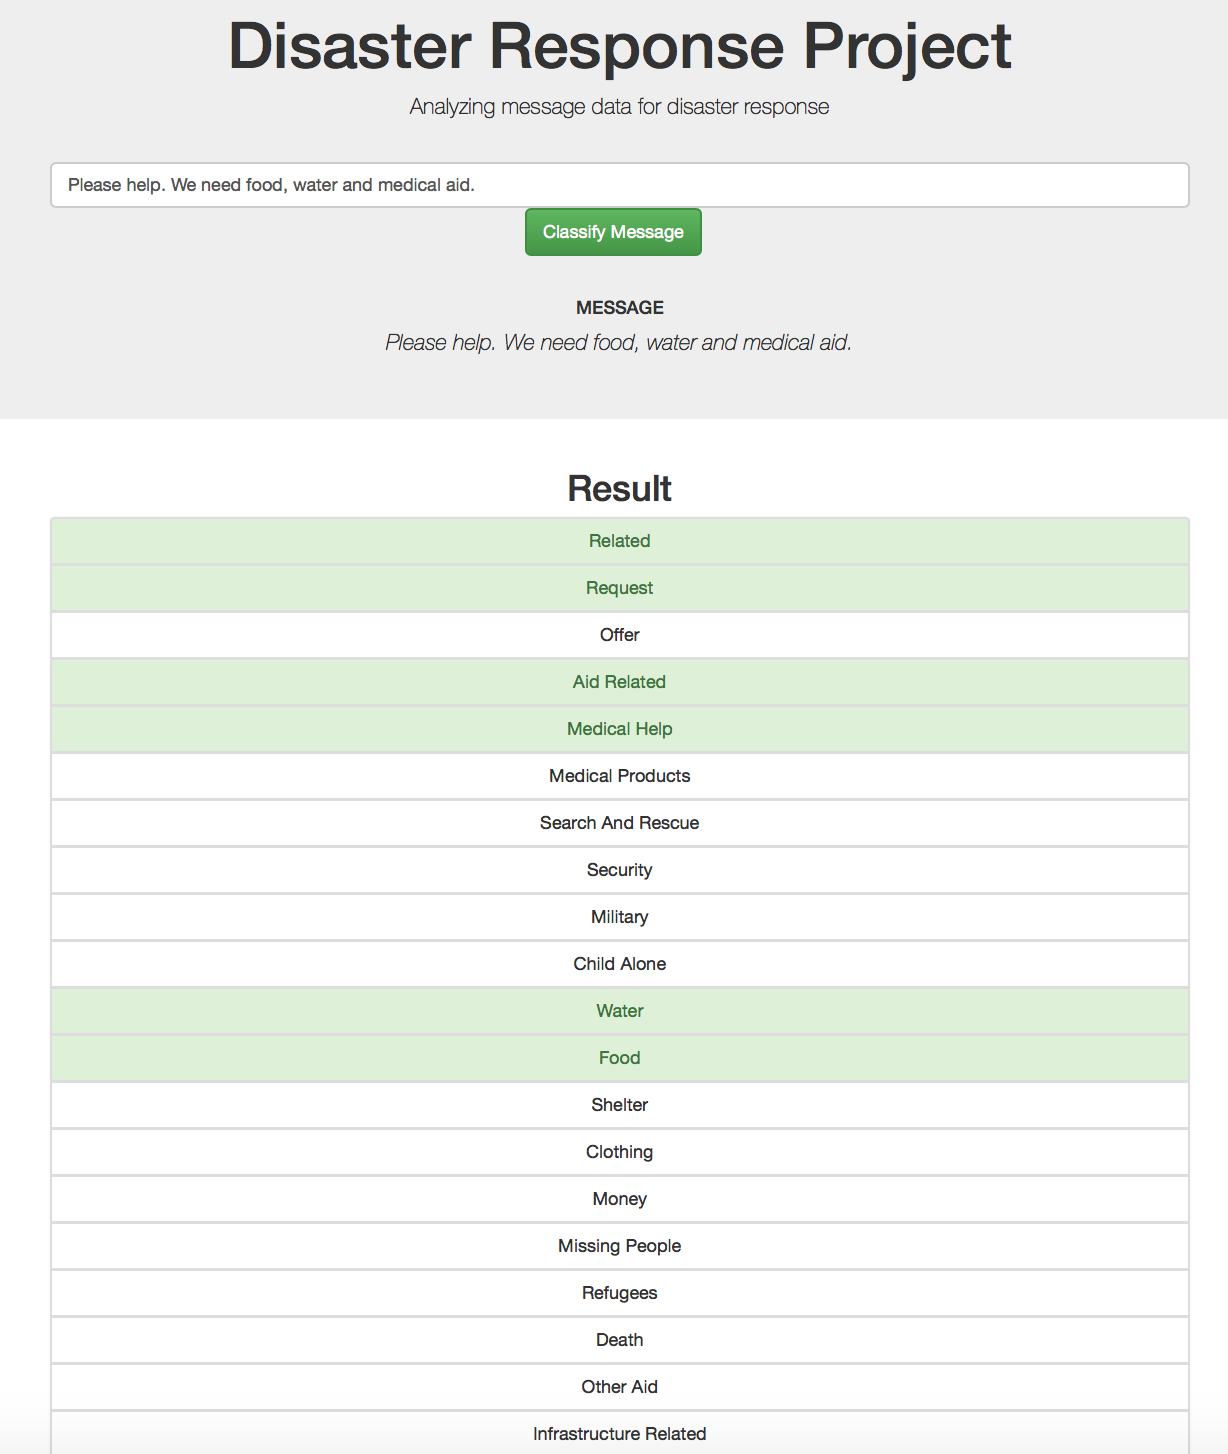 Disaster Response Project
Analyzing message data for disaster response
Please help. We need food, water and medical aid.
Classify Message
MESSAGE
Please help. We need food, water and medical aid.
Result
Related
Request
Offer
Aid Related
Medical Help
Medical Products
Search And Rescue
Security
Military
Child Alone
Water
Food
Shelter
Clothing
Money
Missing People
Refugees
Death
Other Aid
Infrastructure Related